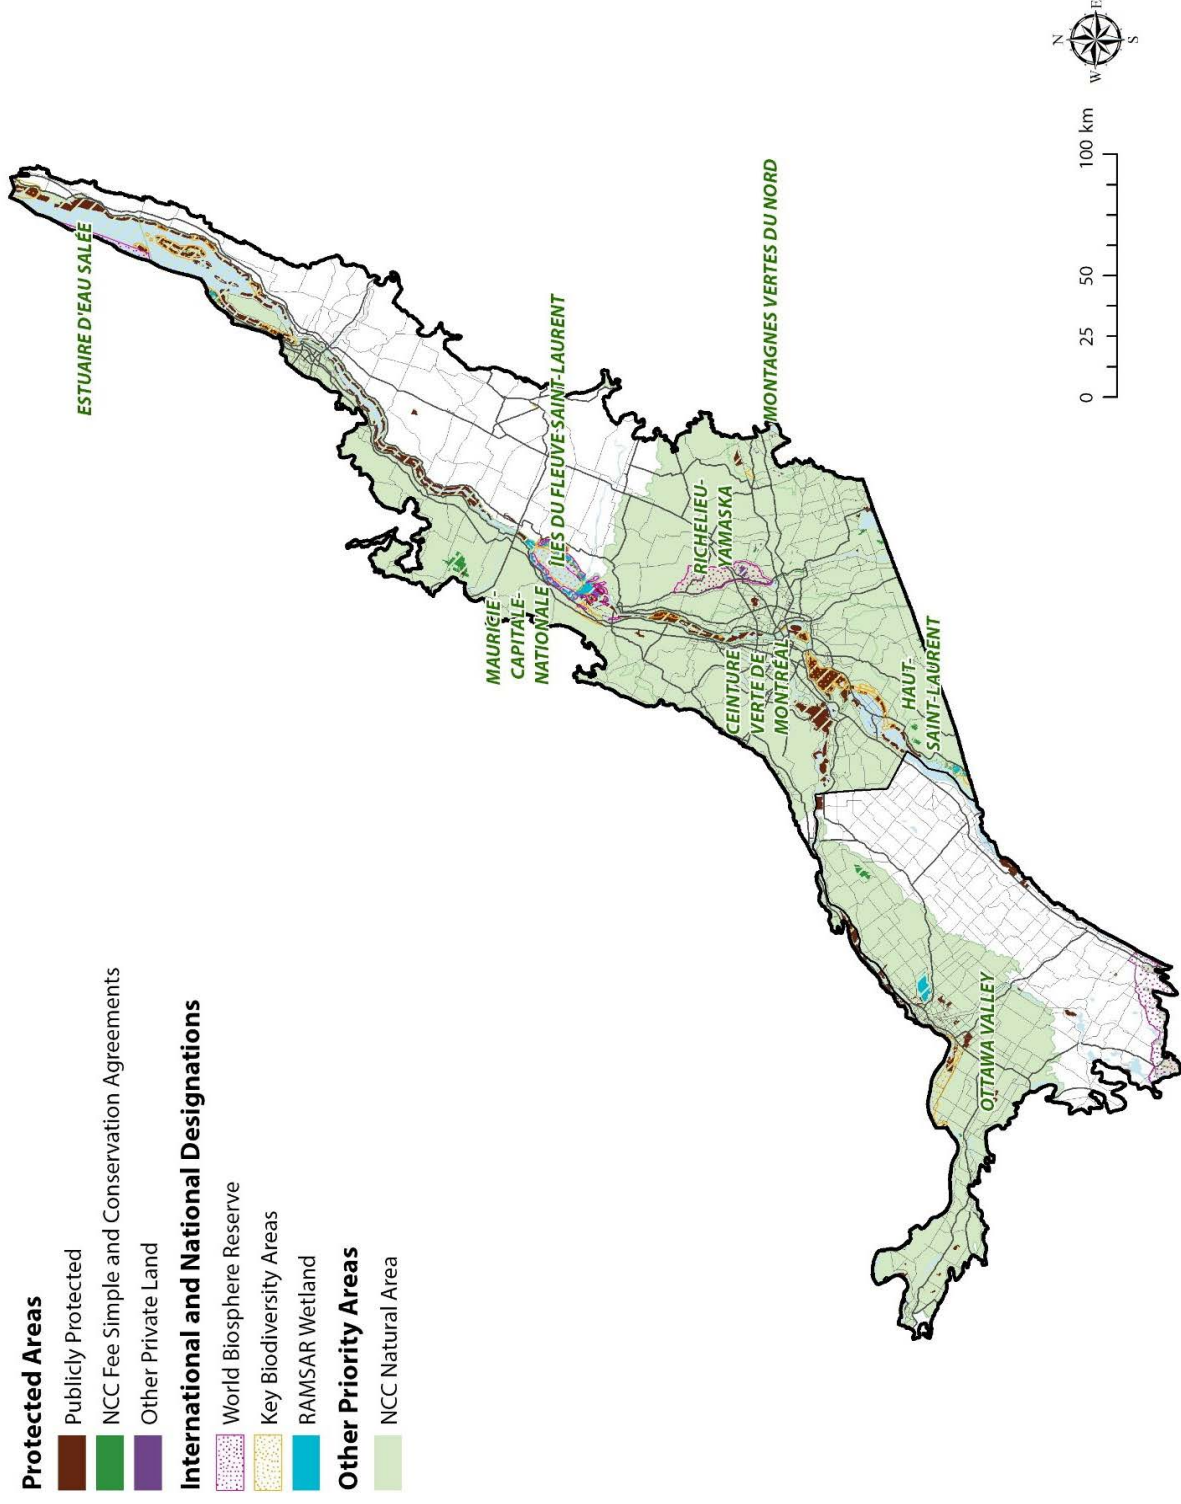 Protected Areas
Publicly Protected
NCC Fee Simple and Conservation Agreements
Other Private Land
International and National Designations
World Biosphere Reserve
Key Biodiversity Areas
RAMSAR Wetland
Other Priority Areas
NCC Natural Area
ESTUAIRE D'EAU SALÉE
MAURICIE-
CAPITALE-
NATIONALE
ÎLES DU FLEUVE SAINT-LAURENT
RICHELIEU-
YAMASKA
MONTAGNES VERTES DU NORD
CEINTURE
VERTE DE
MONTRÉAL
HAUT-
SAINT-LAURENT
OTTAWA VALLEY
0 25 50 100 km
N
W E
S